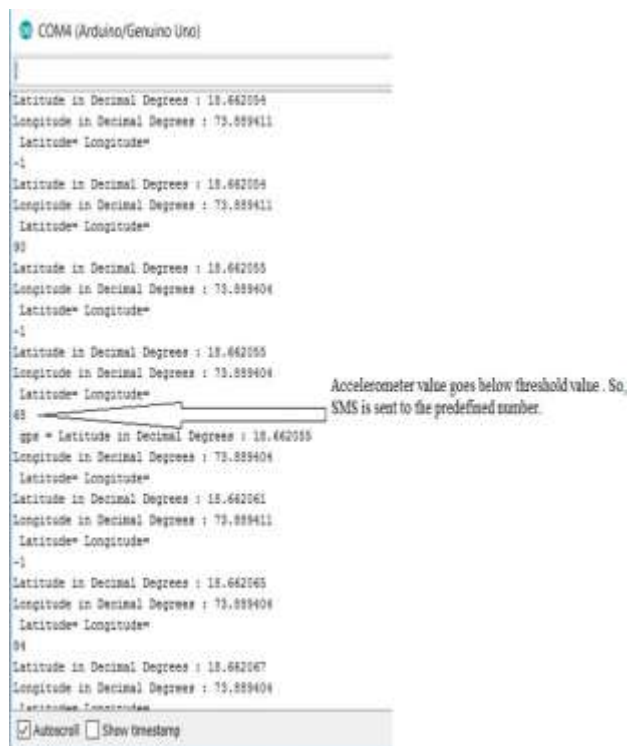 COM4 (Arduino/Genuino Uno)
Latitude in Decimal Degrees : 18.662054
Longitude in Decimal Degrees : 73.889411
Latitude= Longitude=
-1
Latitude in Decimal Degrees : 18.662054
Longitude in Decimal Degrees : 73.889411
Latitude= Longitude=
90
Latitude in Decimal Degrees : 18.662055
Longitude in Decimal Degrees : 73.889404
Latitude= Longitude=
-1
Latitude in Decimal Degrees : 18.662055
Longitude in Decimal Degrees : 73.889404
Latitude= Longitude=
Accelerometer value goes below threshold value . So,
SMS is sent to the predefined number.
gps = Latitude in Decimal Degrees : 18.662055
Longitude in Decimal Degrees : 73.889404
Latitude= Longitude=
Latitude in Decimal Degrees : 18.662061
Longitude in Decimal Degrees : 73.889411
Latitude= Longitude=
-1
Latitude in Decimal Degrees : 18.662065
Longitude in Decimal Degrees : 73.889404
Latitude= Longitude=
94
Latitude in Decimal Degrees : 18.662067
Longitude in Decimal Degrees : 73.889404
Latitude= Longitude=
Autoscroll Show timestamp